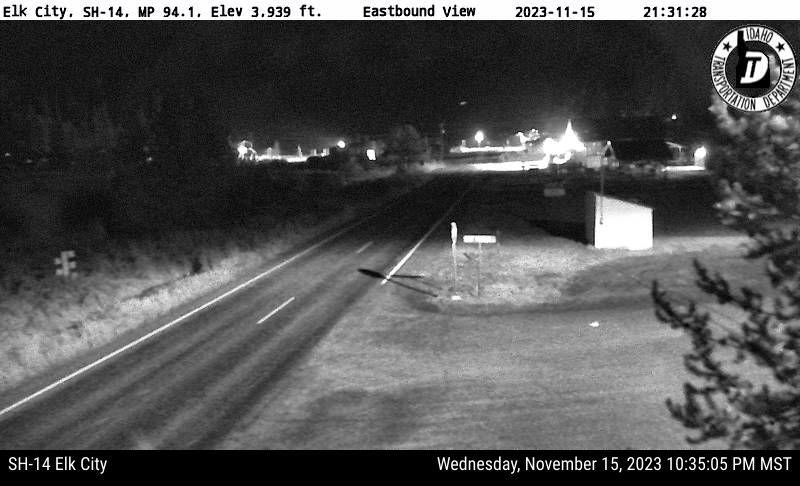 Elk City, SH-14, MP 94.1, Elev 3,939 ft. Eastbound View 2023-11-15 21:31:28
IDAHO
TRANSPORTATION DEPARTMENT
SH-14 Elk City Wednesday, November 15, 2023 10:35:05 PM MST